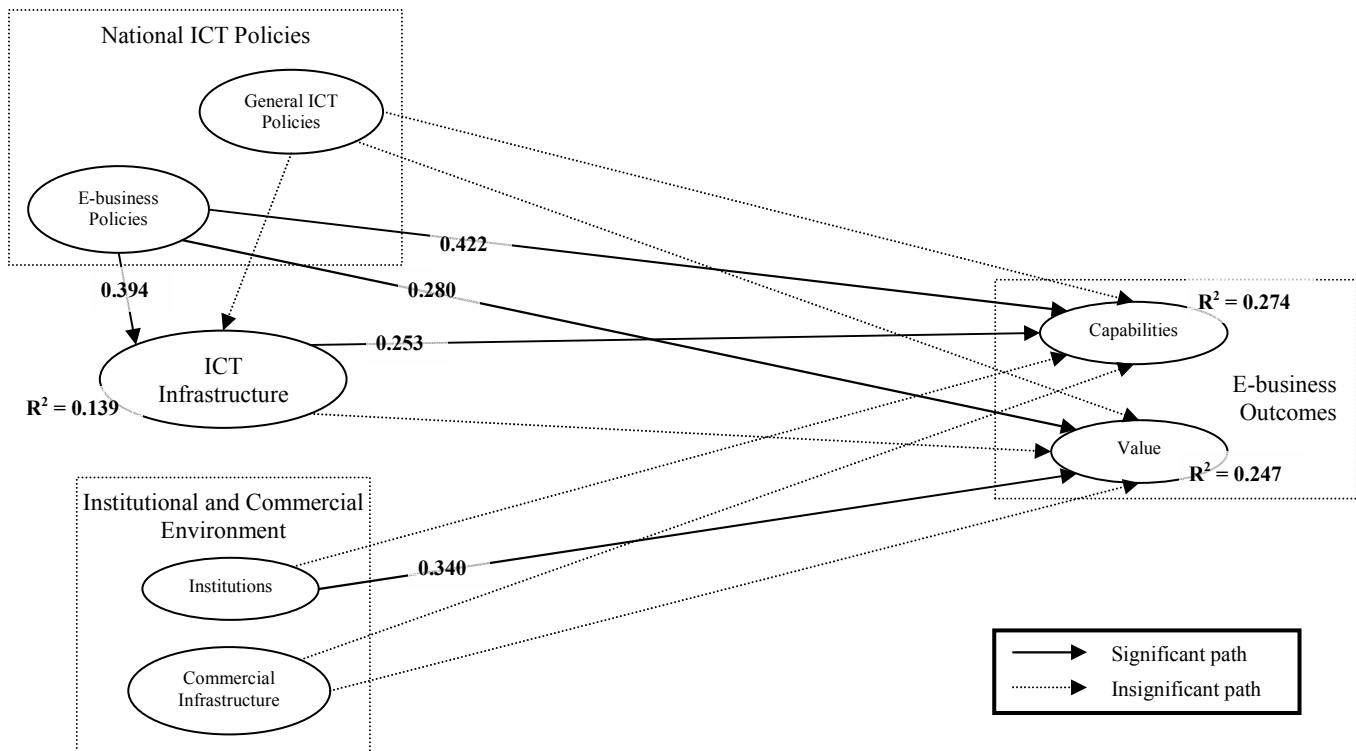 National ICT Policies
General ICT
Policies
E-business
Policies
0.422
0.394
0.280
R² = 0.274
Capabilities
0.253
ICT
Infrastructure
R² = 0.139
E-business
Outcomes
Value
R² = 0.247
Institutional and Commercial
Environment
Institutions
0.340
Commercial
Infrastructure
Significant path
Insignificant path